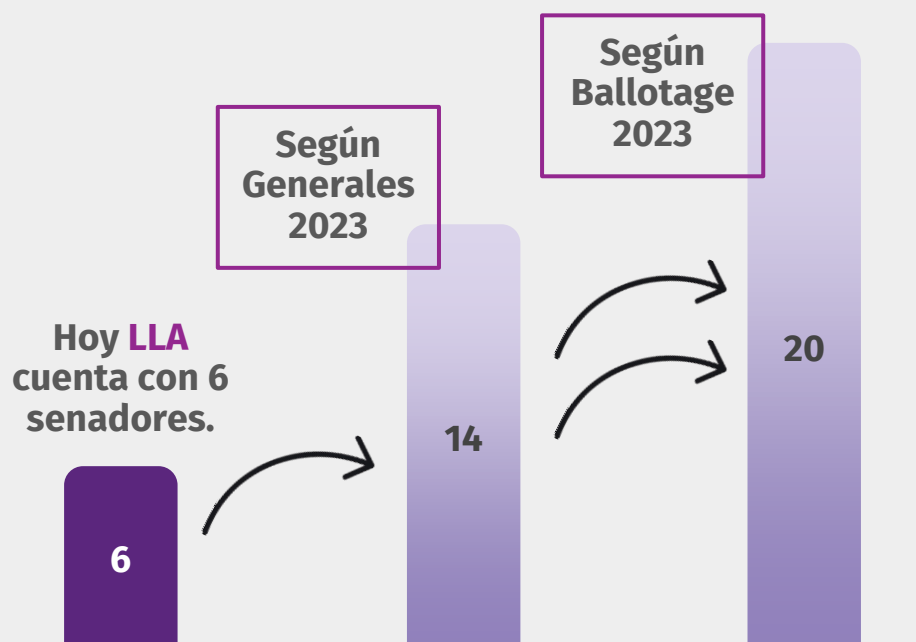 Hoy LLA
cuenta con 6
senadores.
6
Según
Generales
2023
14
Según
Ballotage
2023
20